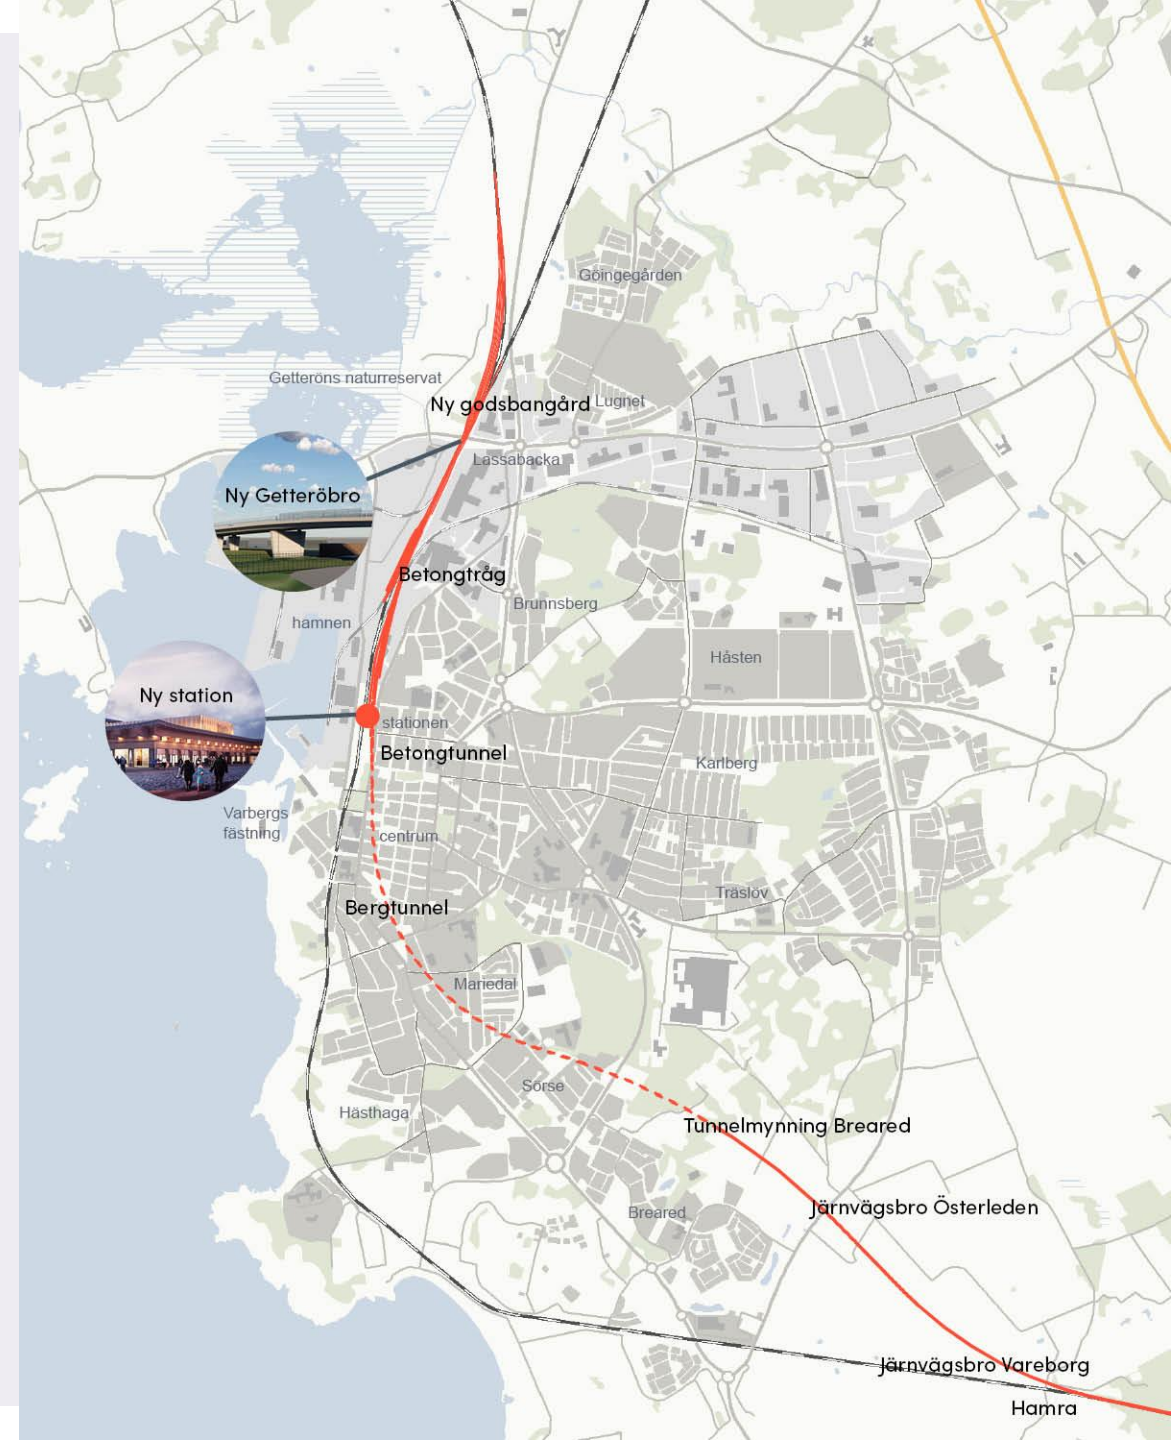 Göingegården
Getteröns naturreservat
Ny godsbangård
Lugnet
Lassabacka
Ny Getteröbro
Betongtråg
Brunnsberg
hamnen
Håsten
Ny station
stationen
Betongtunnel
Karlberg
Varbergs
fästning
centrum
Träslöv
Bergtunnel
Mariedal
Sörse
Hästhaga
Tunnelmynning Breared
Järnvägsbro Österleden
Breared
Järnvägsbro Vareborg
Hamra